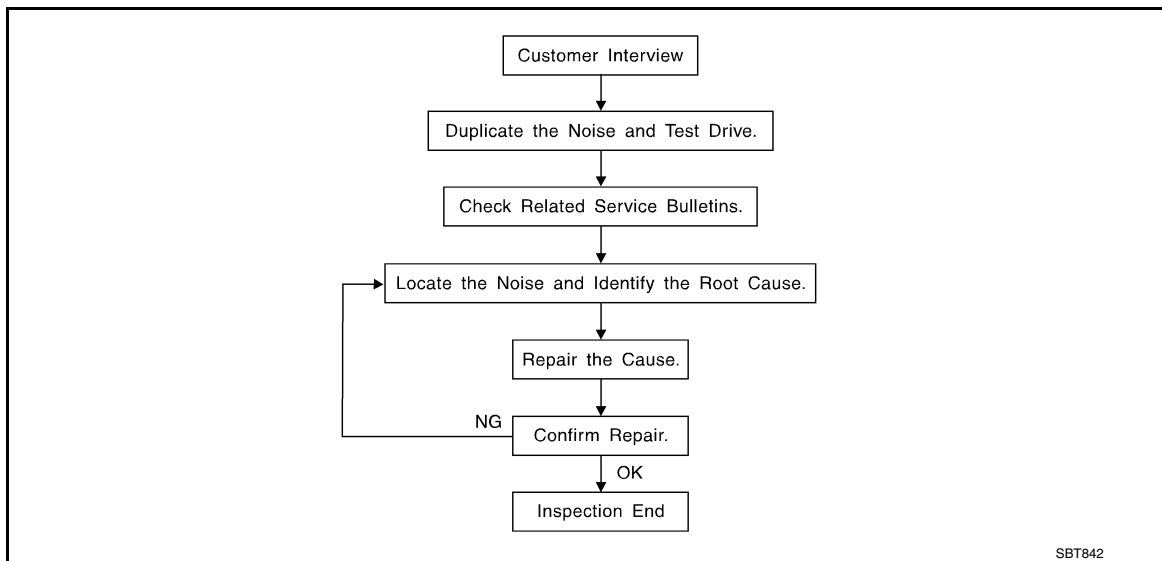 Customer Interview
Duplicate the Noise and Test Drive.
Check Related Service Bulletins.
Locate the Noise and Identify the Root Cause.
Repair the Cause.
NG
Confirm Repair.
OK
Inspection End
SBT842